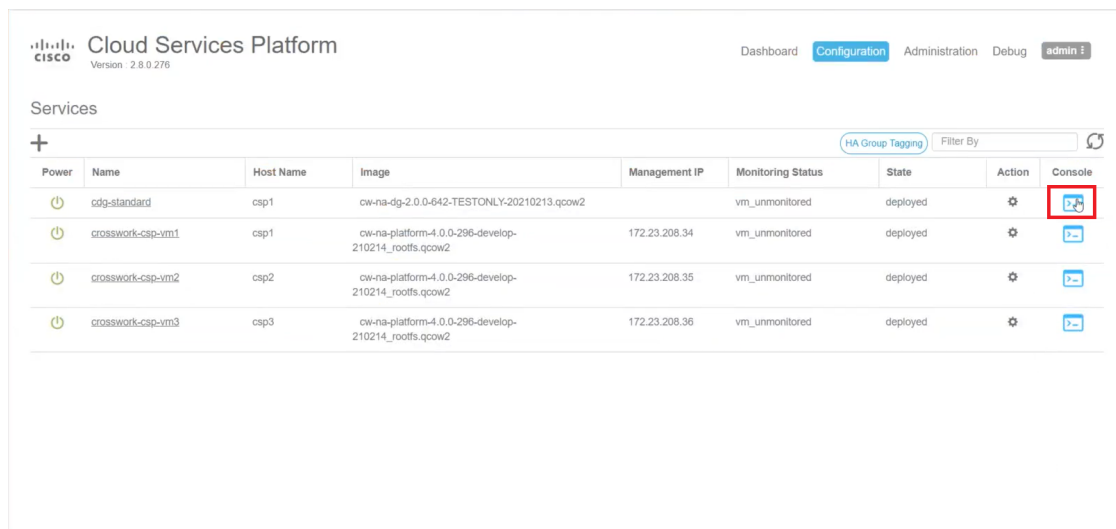 CISCO
Cloud Services Platform
Version : 2.8.0.276
Dashboard Configuration Administration Debug admin
Services
HA Group Tagging Filter By
Power Name Host Name Image Management IP Monitoring Status State Action Console
cdg-standard csp1 cw-na-dg-2.0.0-642-TESTONLY-20210213.qcow2 vm_unmonitored deployed
crosswork-csp-vm1 csp1 cw-na-platform-4.0.0-296-develop- 172.23.208.34 vm_unmonitored deployed
210214_rootfs.qcow2
crosswork-csp-vm2 csp2 cw-na-platform-4.0.0-296-develop- 172.23.208.35 vm_unmonitored deployed
210214_rootfs.qcow2
crosswork-csp-vm3 csp3 cw-na-platform-4.0.0-296-develop- 172.23.208.36 vm_unmonitored deployed
210214_rootfs.qcow2